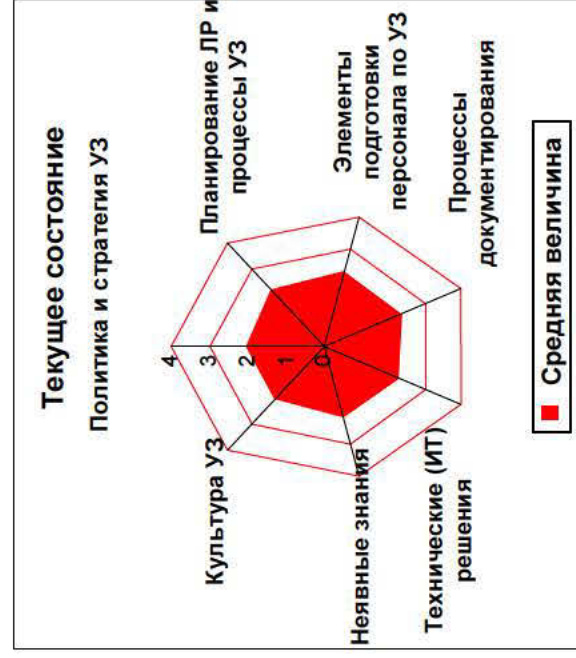 Текущее состояние
Политика и стратегия УЗ
Планирование ЛР и
процессы УЗ
Элементы
подготовки
персонала по УЗ
Процессы
документирования
Технические (ИТ)
решения
Неявные знания
Культура УЗ
4
3
2
1
0
Средняя величина